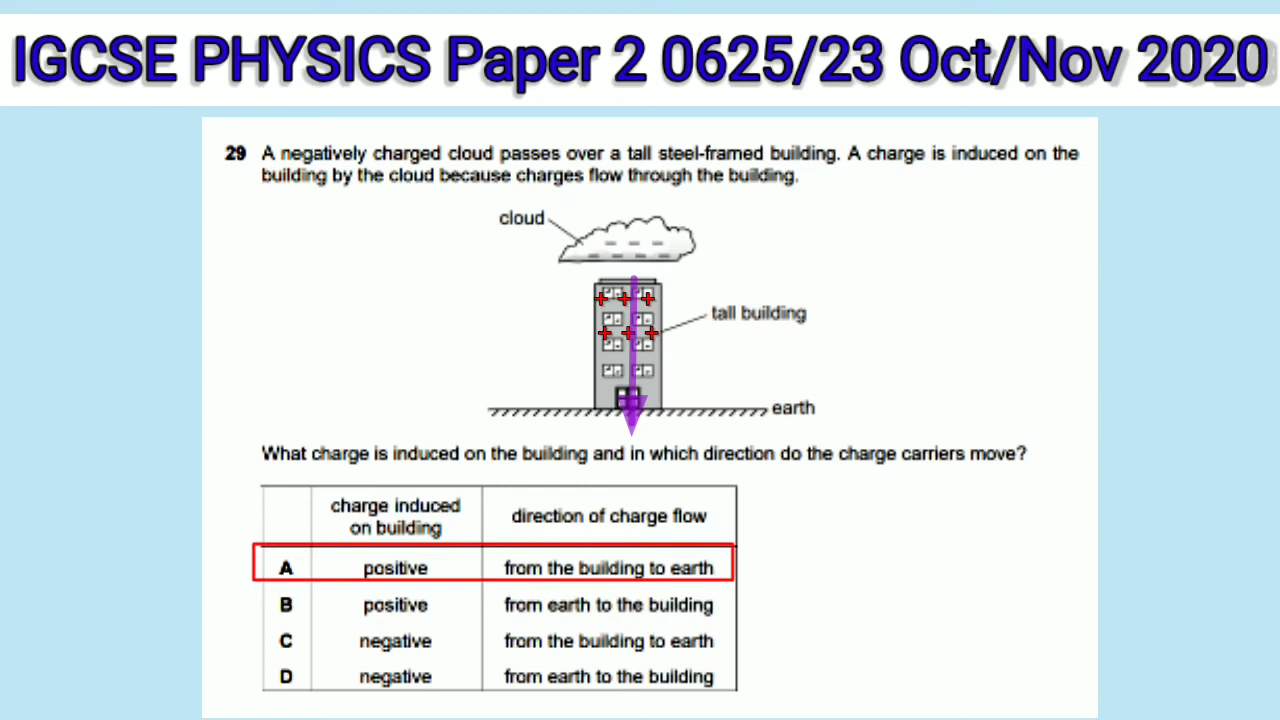 IGCSE PHYSICS Paper 2 0625/23 Oct/Nov 2020
29 A negatively charged cloud passes over a tall steel-framed building. A charge is induced on the
building by the cloud because charges flow through the building.
cloud
tall building
earth
What charge is induced on the building and in which direction do the charge carriers move?
charge induced
on building
direction of charge flow
A positive from the building to earth
B positive from earth to the building
C negative from the building to earth
D negative from earth to the building